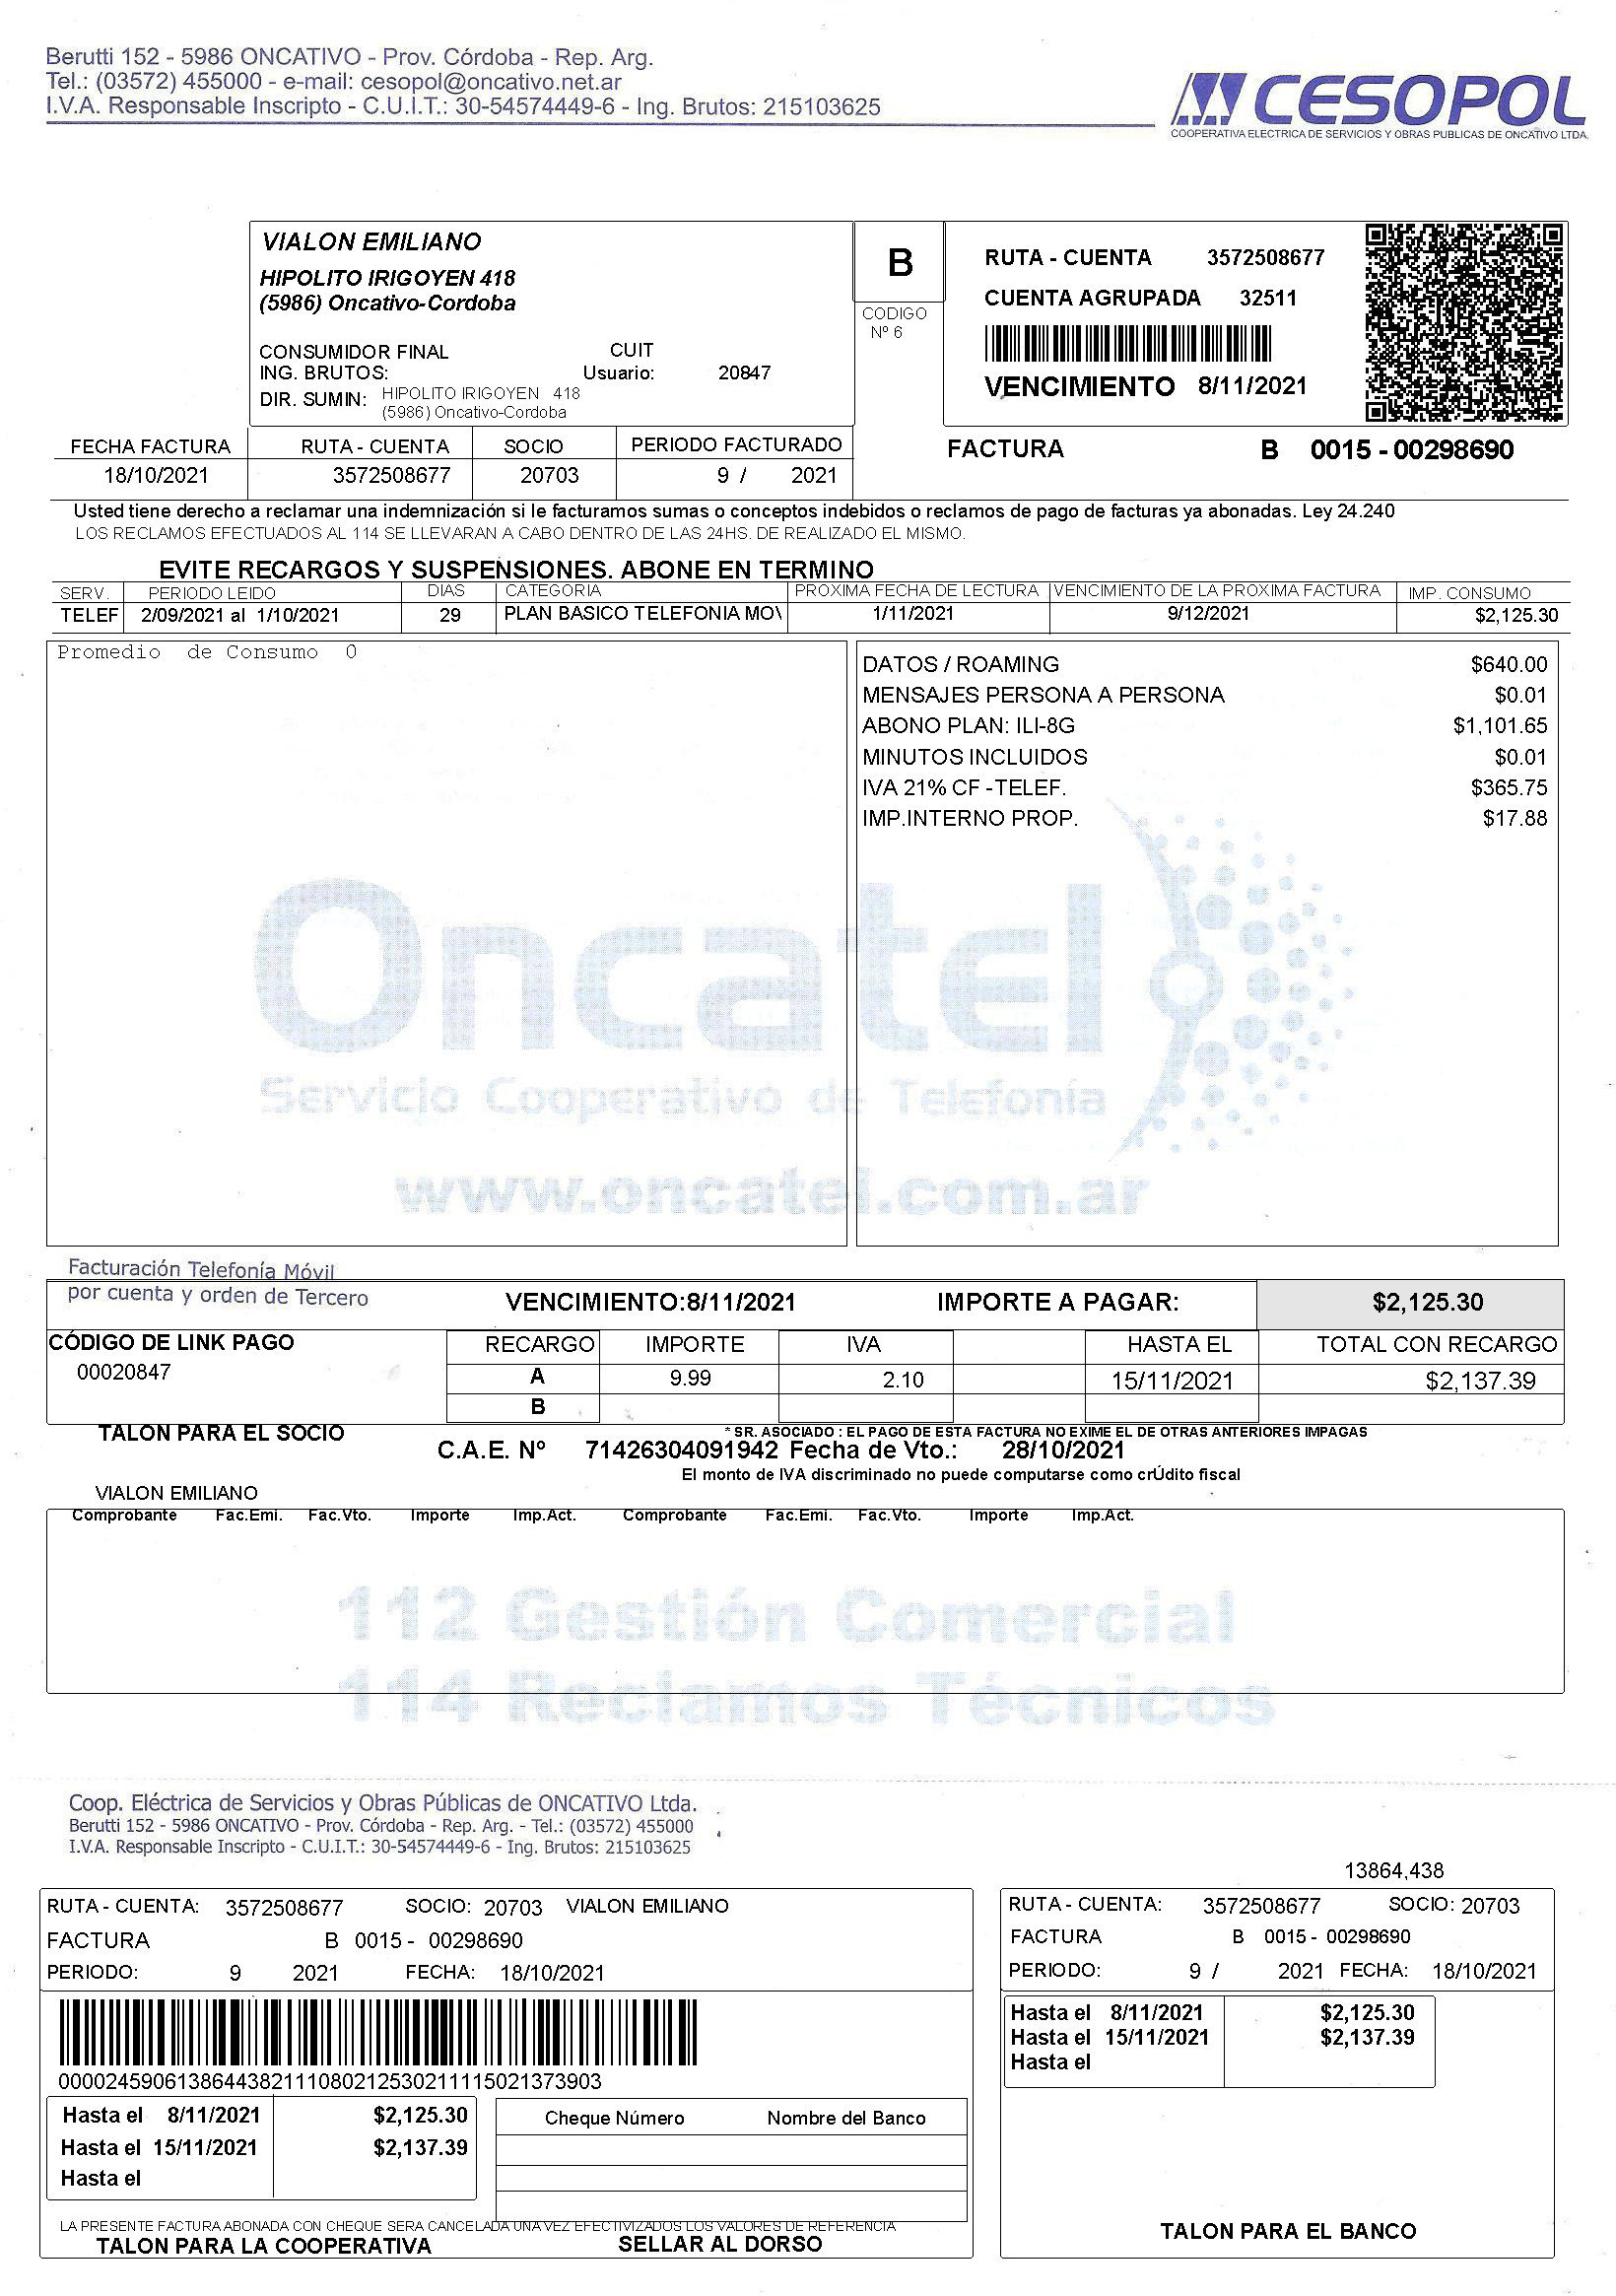 Berutti 152 - 5986 ONCATIVO - Prov. Córdoba - Rep. Arg.
Tel.: (03572) 455000 - e-mail: cesopol@oncativo.net.ar
I.V.A. Responsable Inscripto - C.U.I.T.: 30-54574449-6 - Ing. Brutos: 215103625
CESOPOL
COOPERATIVA ELECTRICA DE SERVICIOS Y OBRAS PUBLICAS DE ONCATIVO LTDA.
VIALON EMILIANO
HIPOLITO IRIGOYEN 418
(5986) Oncativo-Cordoba
CONSUMIDOR FINAL CUIT
ING. BRUTOS: Usuario: 20847
DIR. SUMIN: HIPOLITO IRIGOYEN 418
(5986) Oncativo-Cordoba
B
CODIGO
Nº 6
RUTA - CUENTA 3572508677
CUENTA AGRUPADA 32511
VENCIMIENTO 8/11/2021
FECHA FACTURA RUTA - CUENTA SOCIO PERIODO FACTURADO
18/10/2021 3572508677 20703 9 / 2021
FACTURA B 0015 - 00298690
Usted tiene derecho a reclamar una indemnización si le facturamos sumas o conceptos indebidos o reclamos de pago de facturas ya abonadas. Ley 24.240
LOS RECLAMOS EFECTUADOS AL 114 SE LLEVARAN A CABO DENTRO DE LAS 24HS. DE REALIZADO EL MISMO.
EVITE RECARGOS Y SUSPENSIONES. ABONE EN TERMINO
SERV. PERIODO LEIDO DIAS CATEGORIA PROXIMA FECHA DE LECTURA VENCIMIENTO DE LA PROXIMA FACTURA IMP. CONSUMO
TELEF 2/09/2021 al 1/10/2021 29 PLAN BASICO TELEFONIA MOV 1/11/2021 9/12/2021 $2,125.30
Promedio de Consumo 0
DATOS / ROAMING $640.00
MENSAJES PERSONA A PERSONA $0.01
ABONO PLAN: ILI-8G $1,101.65
MINUTOS INCLUIDOS $0.01
IVA 21% CF -TELEF. $365.75
IMP.INTERNO PROP. $17.88
Oncatel
Servicio Cooperativo de Telefonía
www.oncatel.com.ar
Facturación Telefonía Móvil
por cuenta y orden de Tercero
VENCIMIENTO:8/11/2021 IMPORTE A PAGAR: $2,125.30
CÓDIGO DE LINK PAGO RECARGO IMPORTE IVA HASTA EL TOTAL CON RECARGO
00020847 A 9.99 2.10 15/11/2021 $2,137.39
B
TALON PARA EL SOCIO * SR. ASOCIADO : EL PAGO DE ESTA FACTURA NO EXIME EL DE OTRAS ANTERIORES IMPAGAS
C.A.E. Nº 71426304091942 Fecha de Vto.: 28/10/2021
El monto de IVA discriminado no puede computarse como crÚdito fiscal
VIALON EMILIANO
Comprobante Fac.Emi. Fac.Vto. Importe Imp.Act. Comprobante Fac.Emi. Fac.Vto. Importe Imp.Act.
112 Gestión Comercial
114 Reclamos Técnicos
Coop. Eléctrica de Servicios y Obras Públicas de ONCATIVO Ltda.
Berutti 152 - 5986 ONCATIVO - Prov. Córdoba - Rep. Arg. - Tel.: (03572) 455000
I.V.A. Responsable Inscripto - C.U.I.T.: 30-54574449-6 - Ing. Brutos: 215103625
13864,438
RUTA - CUENTA: 3572508677 SOCIO: 20703 VIALON EMILIANO
FACTURA B 0015 - 00298690
PERIODO: 9 2021 FECHA: 18/10/2021
00002459061386443821110802125302111150213​73903
Hasta el 8/11/2021 $2,125.30
Hasta el 15/11/2021 $2,137.39
Hasta el
Cheque Número Nombre del Banco
LA PRESENTE FACTURA ABONADA CON CHEQUE SERA CANCELADA UNA VEZ EFECTIVIZADOS LOS VALORES DE REFERENCIA
TALON PARA LA COOPERATIVA SELLAR AL DORSO
RUTA - CUENTA: 3572508677 SOCIO: 20703
FACTURA B 0015 - 00298690
PERIODO: 9 / 2021 FECHA: 18/10/2021
Hasta el 8/11/2021 $2,125.30
Hasta el 15/11/2021 $2,137.39
Hasta el
TALON PARA EL BANCO